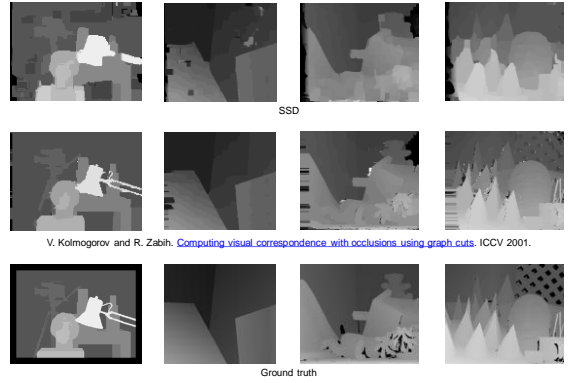 SSD
V. Kolmogorov and R. Zabih. Computing visual correspondence with occlusions using graph cuts. ICCV 2001.
Ground truth